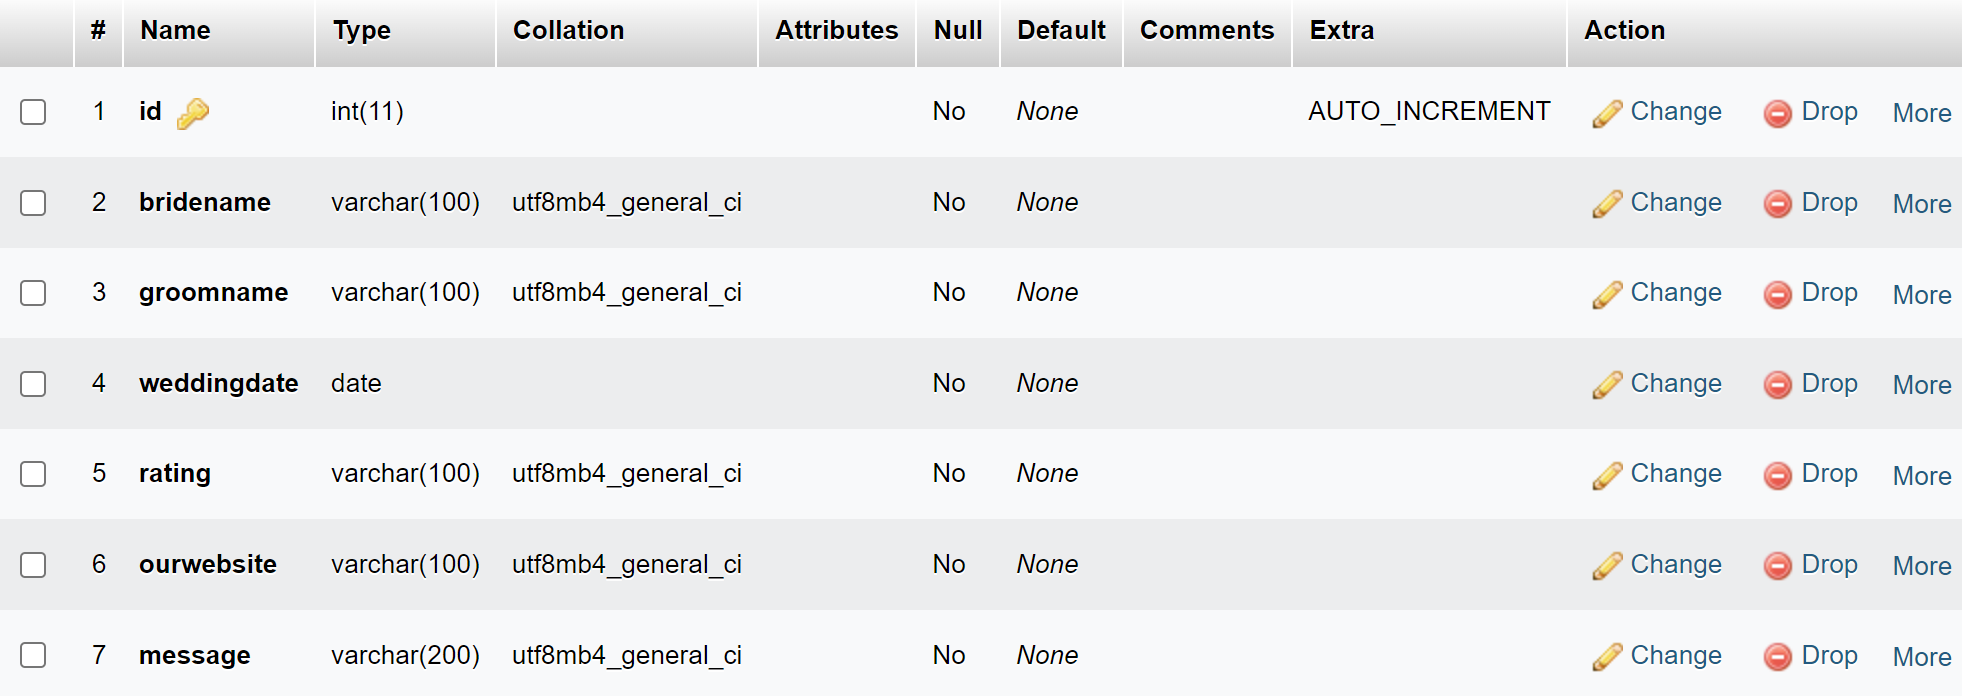 # Name Type Collation Attributes Null Default Comments Extra Action
1 id int(11) No None AUTO_INCREMENT Change Drop More
2 bridename varchar(100) utf8mb4_general_ci No None Change Drop More
3 groomname varchar(100) utf8mb4_general_ci No None Change Drop More
4 weddingdate date No None Change Drop More
5 rating varchar(100) utf8mb4_general_ci No None Change Drop More
6 ourwebsite varchar(100) utf8mb4_general_ci No None Change Drop More
7 message varchar(200) utf8mb4_general_ci No None Change Drop More